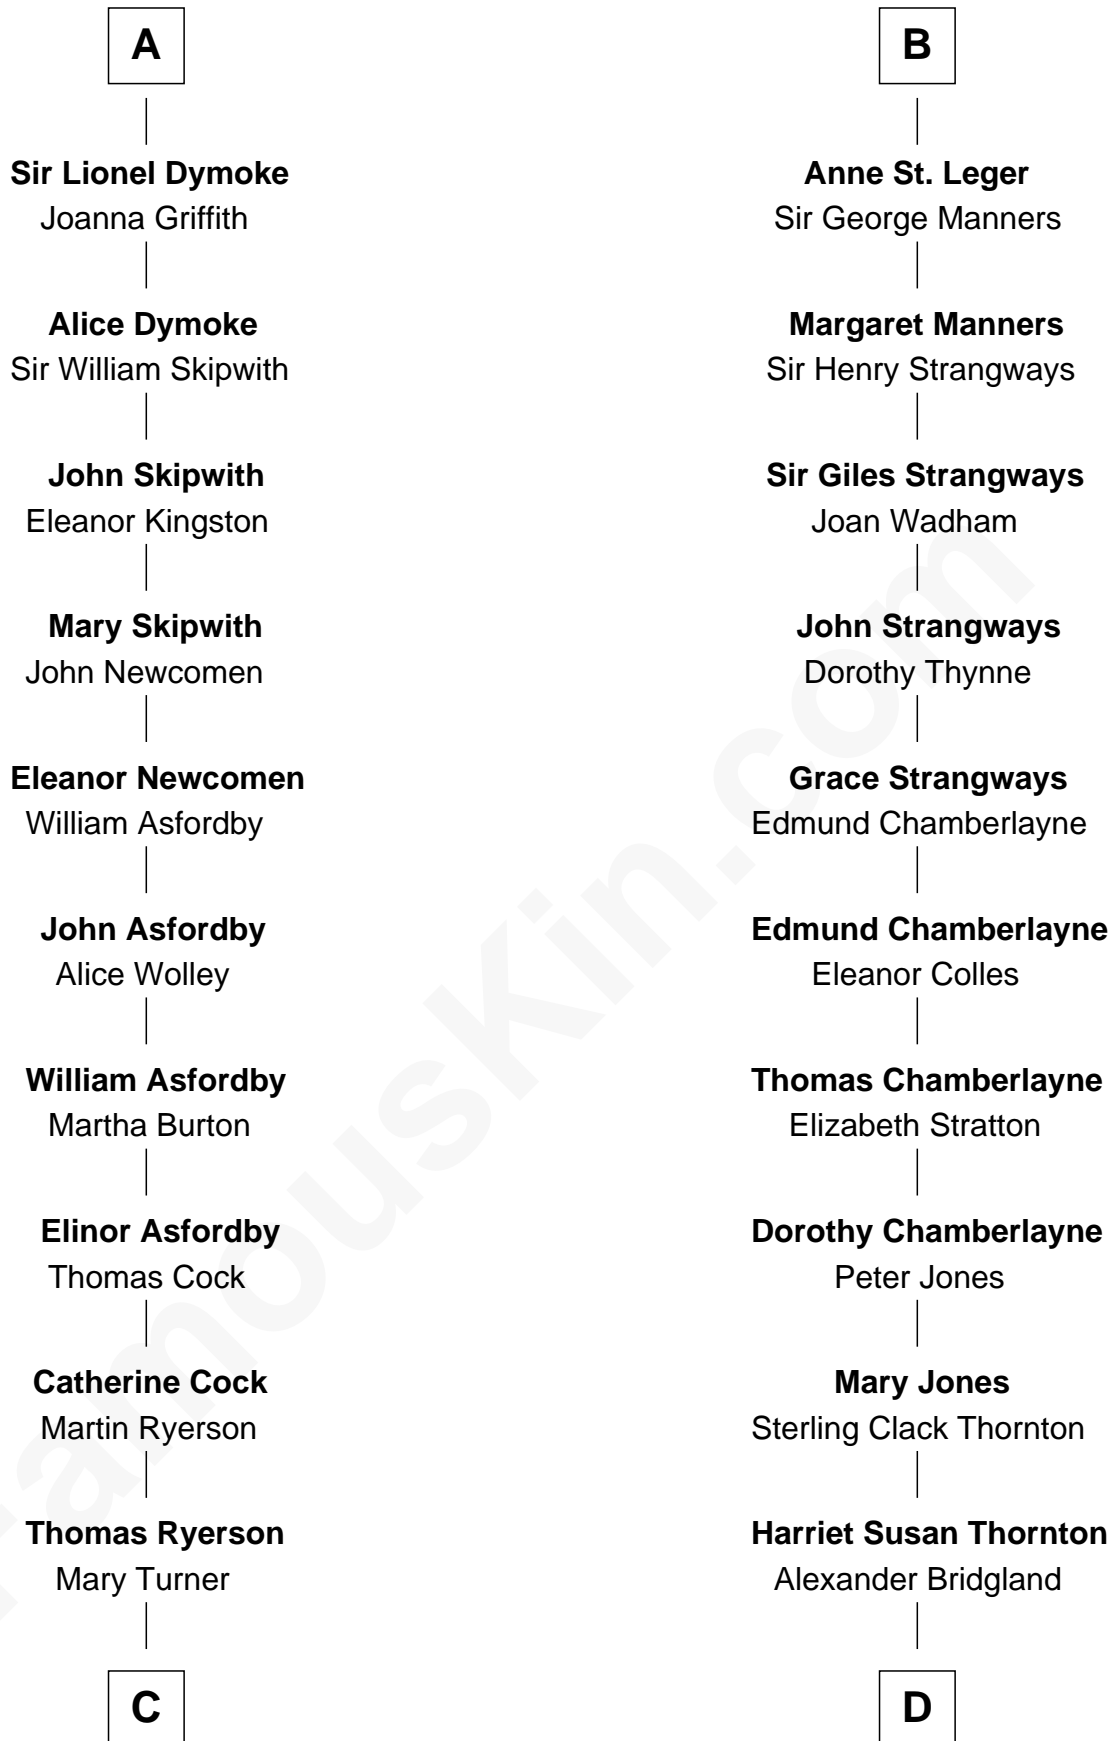 A
Sir Lionel Dymoke
Joanna Griffith
Alice Dymoke
Sir William Skipwith
John Skipwith
Eleanor Kingston
Mary Skipwith
John Newcomen
Eleanor Newcomen
William Asfordby
John Asfordby
Alice Wolley
William Asfordby
Martha Burton
Elinor Asfordby
Thomas Cock
Catherine Cock
Martin Ryerson
Thomas Ryerson
Mary Turner
C
B
Anne St. Leger
Sir George Manners
Margaret Manners
Sir Henry Strangways
Sir Giles Strangways
Joan Wadham
John Strangways
Dorothy Thynne
Grace Strangways
Edmund Chamberlayne
Edmund Chamberlayne
Eleanor Colles
Thomas Chamberlayne
Elizabeth Stratton
Dorothy Chamberlayne
Peter Jones
Mary Jones
Sterling Clack Thornton
Harriet Susan Thornton
Alexander Bridgland
D
FamousKin.com